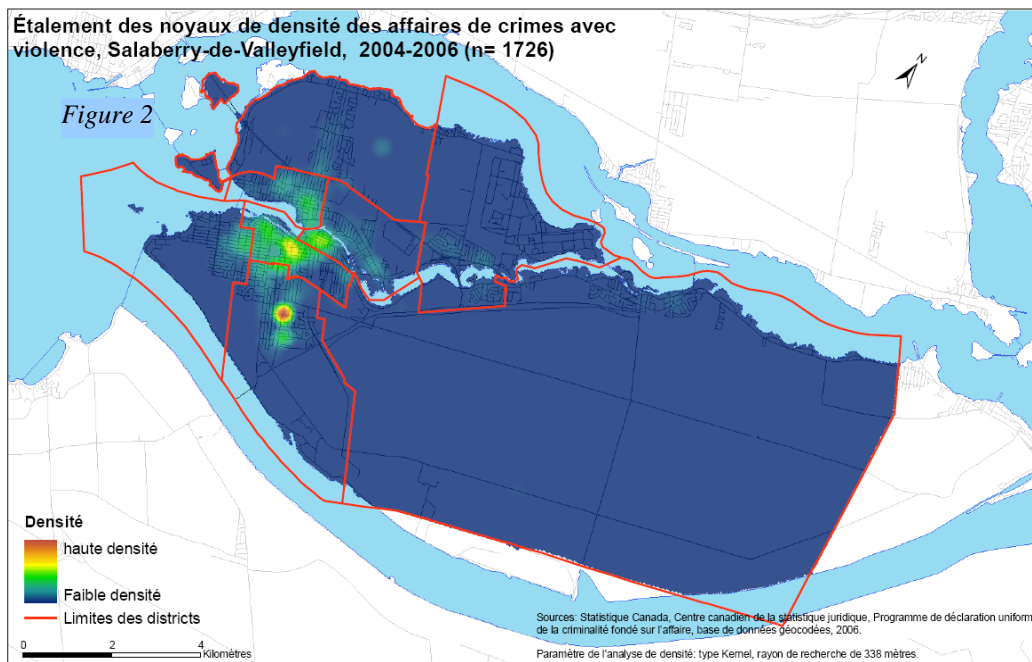 Étalement des noyaux de densité des affaires de crimes avec
violence, Salaberry-de-Valleyfield, 2004-2006 (n= 1726)
N
Figure 2
Densité
haute densité
Faible densité
Limites des districts
0 2 4
Kilomètres
Sources: Statistique Canada, Centre canadien de la statistique juridique, Programme de déclaration uniform
de la criminalité fondé sur l'affaire, base de données géocodées, 2006.
Paramètre de l'analyse de densité: type Kernel, rayon de recherche de 338 mètres.